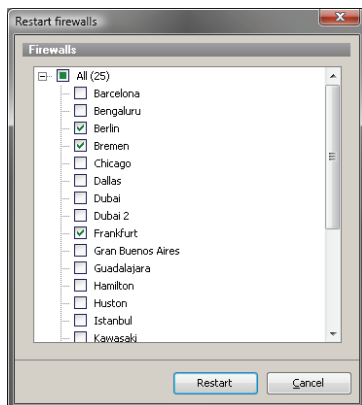 Restart firewalls
Firewalls
All (25)
Barcelona
Bengaluru
Berlin
Bremen
Chicago
Dallas
Dubai
Dubai 2
Frankfurt
Gran Buenos Aires
Guadalajara
Hamilton
Huston
Istanbul
Kawasaki
Restart Cancel